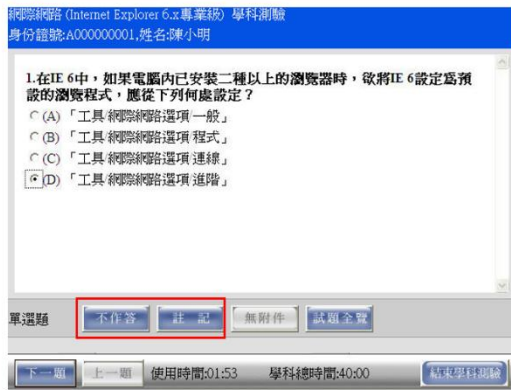 網際網路 (Internet Explorer 6.x專業級) 學科測驗
身份證號:A000000001,姓名:陳小明
1.在IE 6中，如果電腦內已安裝二種以上的瀏覽器時，欲將IE 6設定為預
設的瀏覽程式，應從下列何處設定？
(A) 「工具/網際網路選項/一般」
(B) 「工具/網際網路選項/程式」
(C) 「工具/網際網路選項/連線」
(D) 「工具/網際網路選項/進階」
單選題 不作答 註 記 無附件 試題全覽
下一題 上一題 使用時間:01:53 學科總時間:40:00 結束學科測驗